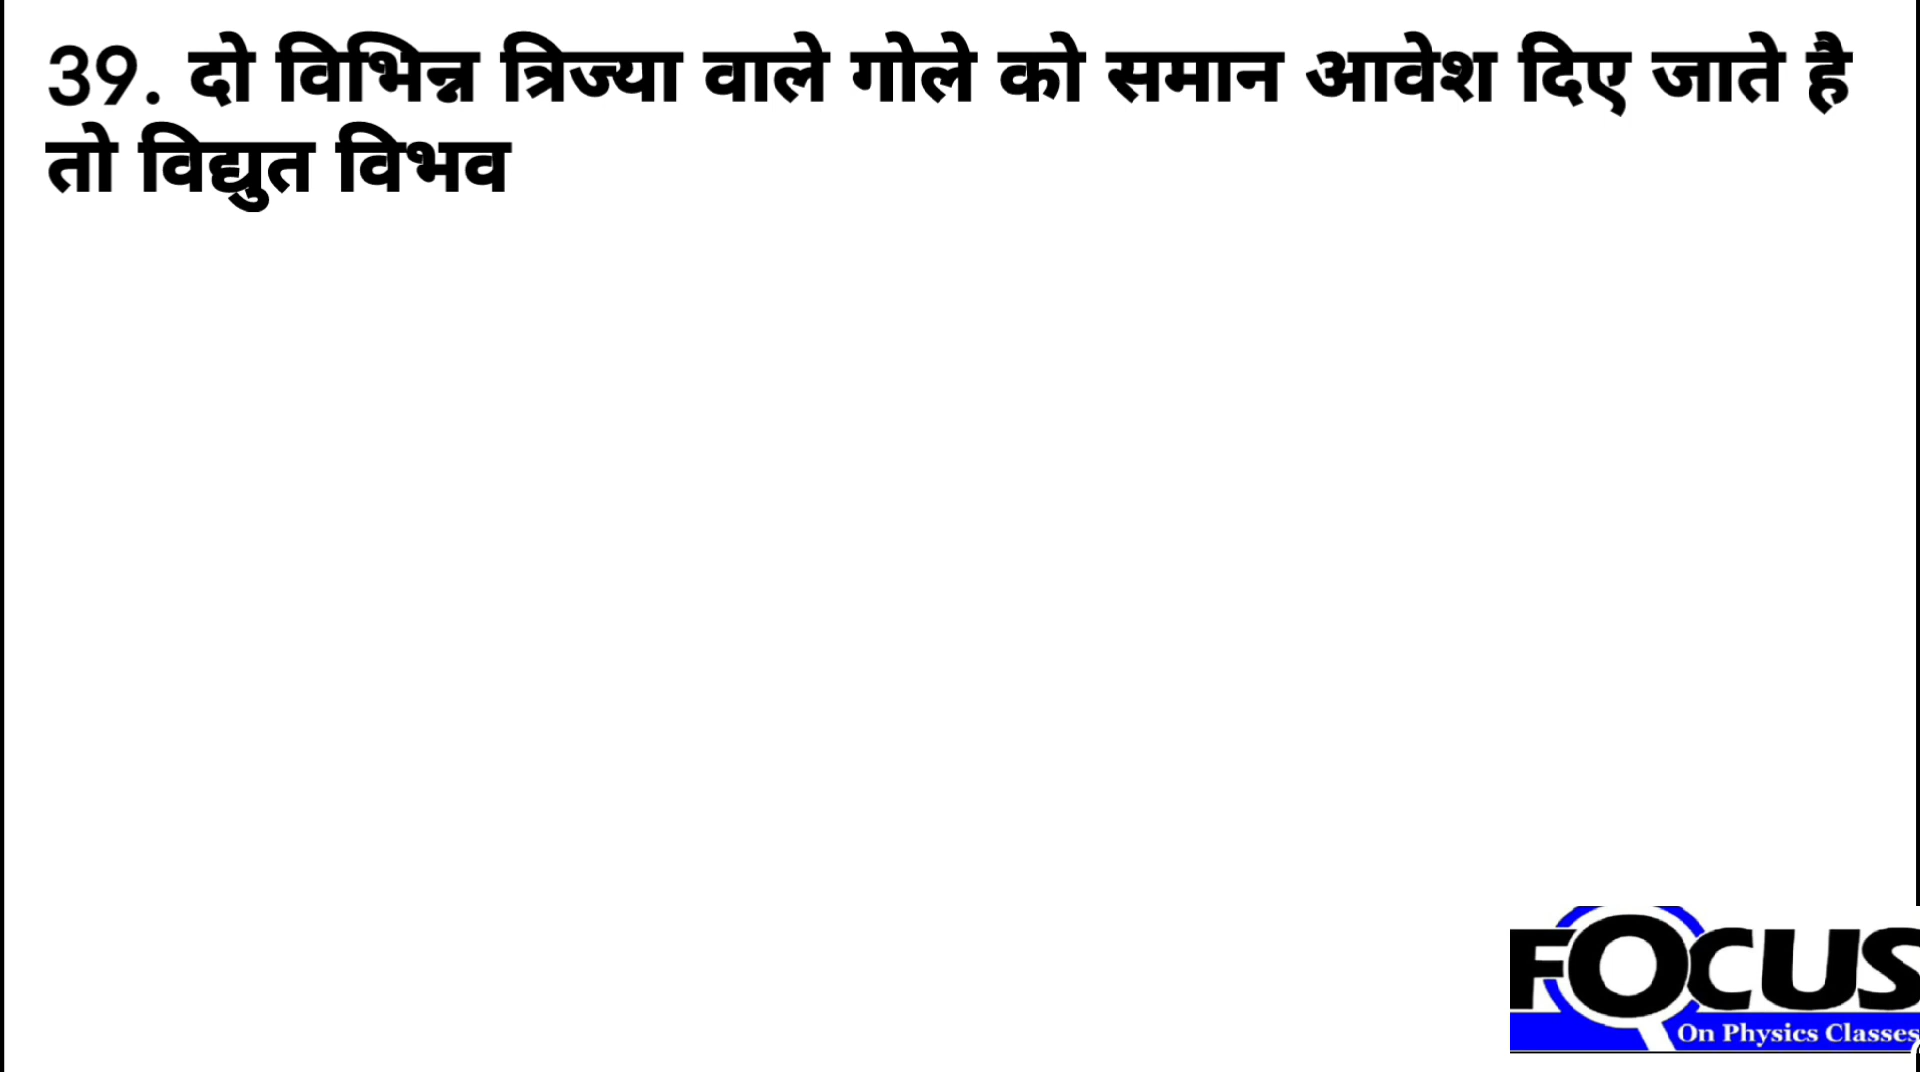 39. दो विभिन्न त्रिज्या वाले गोले को समान आवेश दिए जाते है
तो विद्युत विभव
FOCUS
On Physics Classes